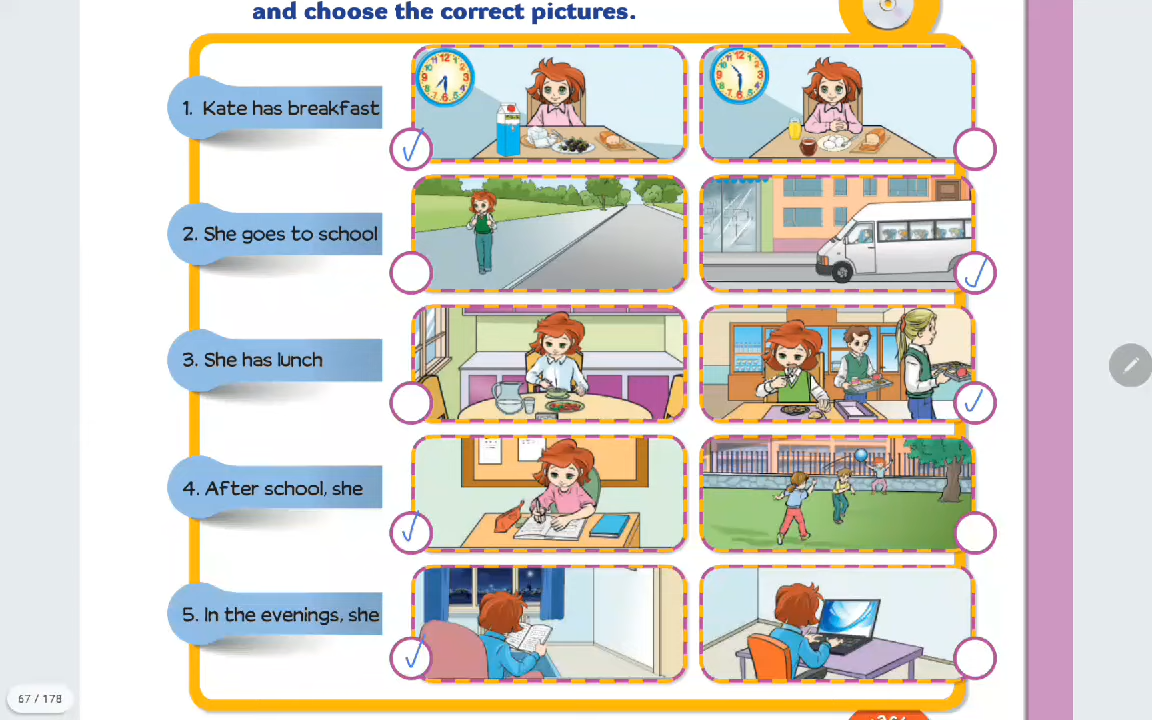 and choose the correct pictures.
1. Kate has breakfast
2. She goes to school
3. She has lunch
4. After school, she
5. In the evenings, she
67 / 178